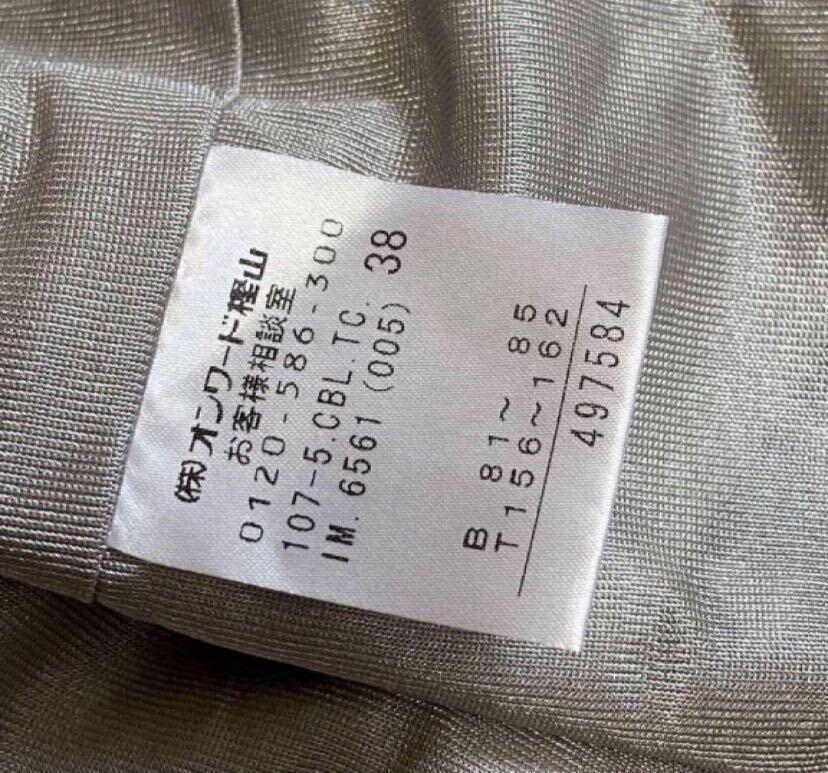 (株)オンワード樫山
お客様相談室
0120-586-300
107-5.CBL.TC.
IM.6561(005) 38
B 81~ 85
T156~162
497584